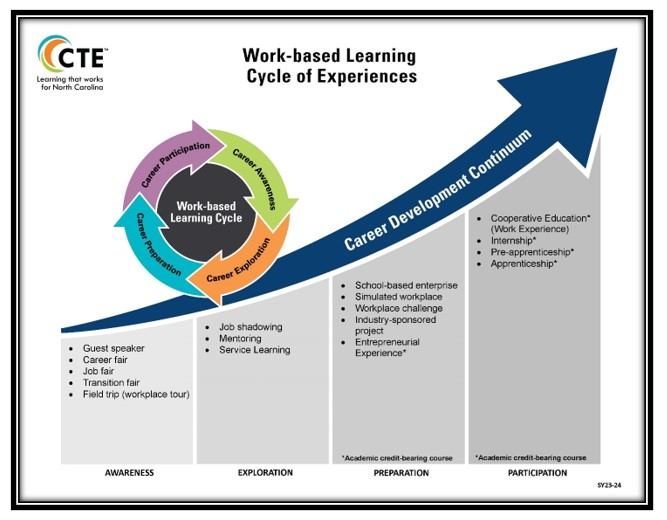 CTE™
Learning that works
for North Carolina
Work-based Learning
Cycle of Experiences
Career Participation
Career Awareness
Career Exploration
Career Preparation
Work-based
Learning Cycle
Career Development Continuum
• Guest speaker
• Career fair
• Job fair
• Transition fair
• Field trip (workplace tour)
AWARENESS
• Job shadowing
• Mentoring
• Service Learning
EXPLORATION
• School-based enterprise
• Simulated workplace
• Workplace challenge
• Industry-sponsored
project
• Entrepreneurial
Experience*
*Academic credit-bearing course
PREPARATION
• Cooperative Education*
(Work Experience)
• Internship*
• Pre-apprenticeship*
• Apprenticeship*
*Academic credit-bearing course
PARTICIPATION
SY23-24